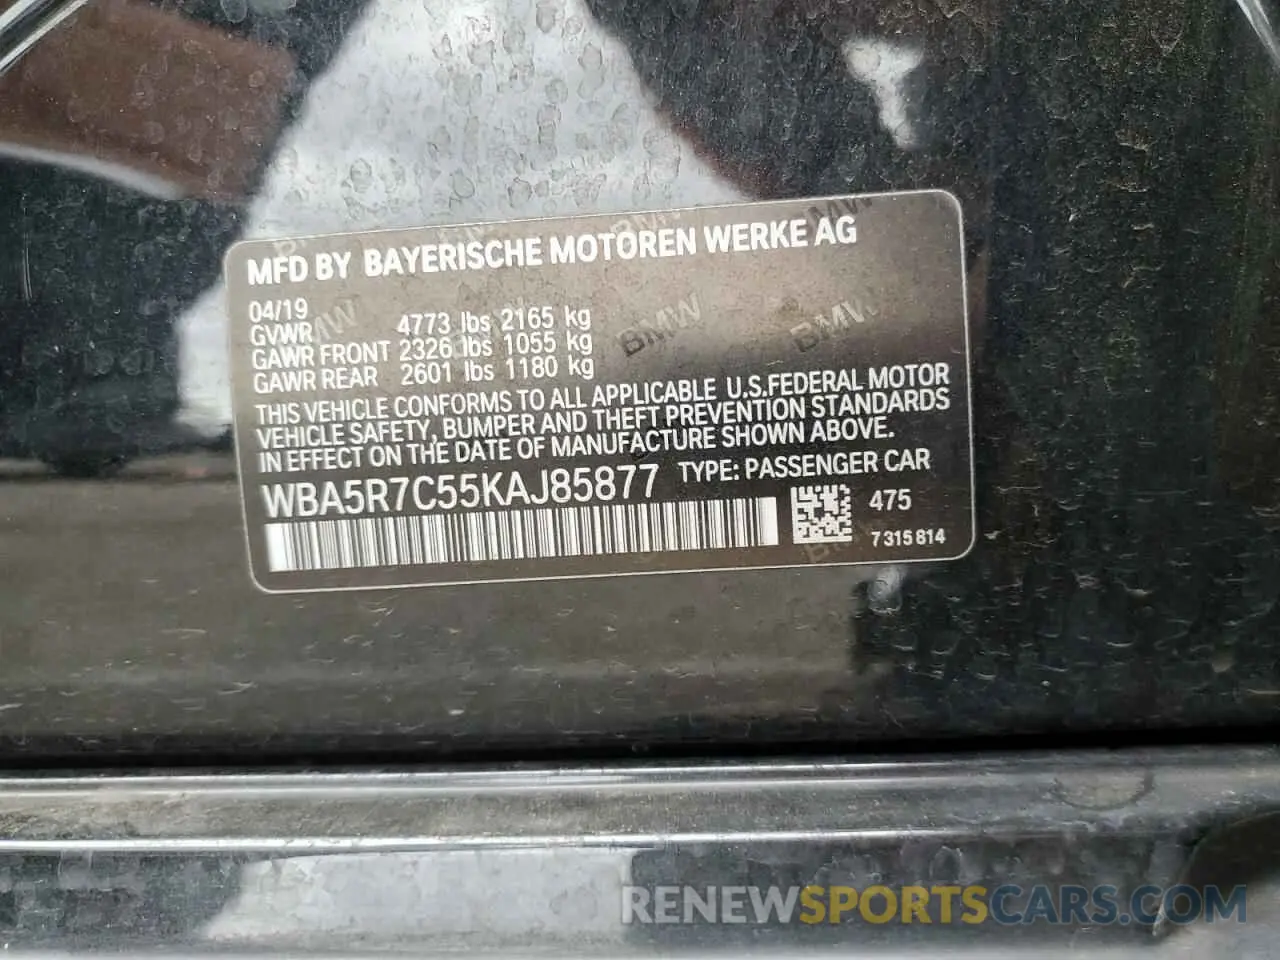 MFD BY BAYERISCHE MOTOREN WERKE AG
04/19
GVWR 4773 lbs 2165 kg
GAWR FRONT 2326 lbs 1055 kg
GAWR REAR 2601 lbs 1180 kg
THIS VEHICLE CONFORMS TO ALL APPLICABLE U.S.FEDERAL MOTOR
VEHICLE SAFETY, BUMPER AND THEFT PREVENTION STANDARDS
IN EFFECT ON THE DATE OF MANUFACTURE SHOWN ABOVE.
WBA5R7C55KAJ85877 TYPE: PASSENGER CAR
475
7315814
RENEWSPORTSCARS.COM